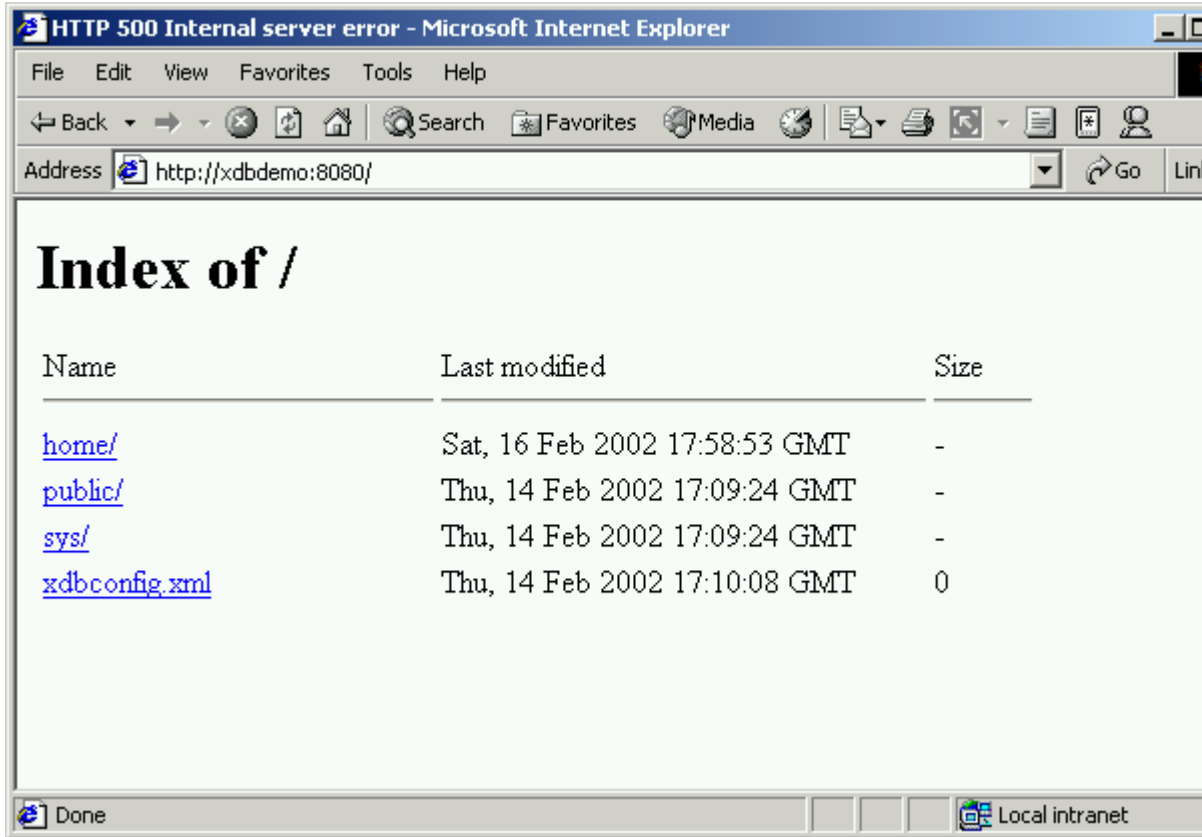 HTTP 500 Internal server error - Microsoft Internet Explorer
File Edit View Favorites Tools Help
Back Search Favorites Media
Address http://xdbdemo:8080/ Go Lin
Index of /
Name Last modified Size
home/ Sat, 16 Feb 2002 17:58:53 GMT -
public/ Thu, 14 Feb 2002 17:09:24 GMT -
sys/ Thu, 14 Feb 2002 17:09:24 GMT -
xdbconfig.xml Thu, 14 Feb 2002 17:10:08 GMT 0
Done Local intranet